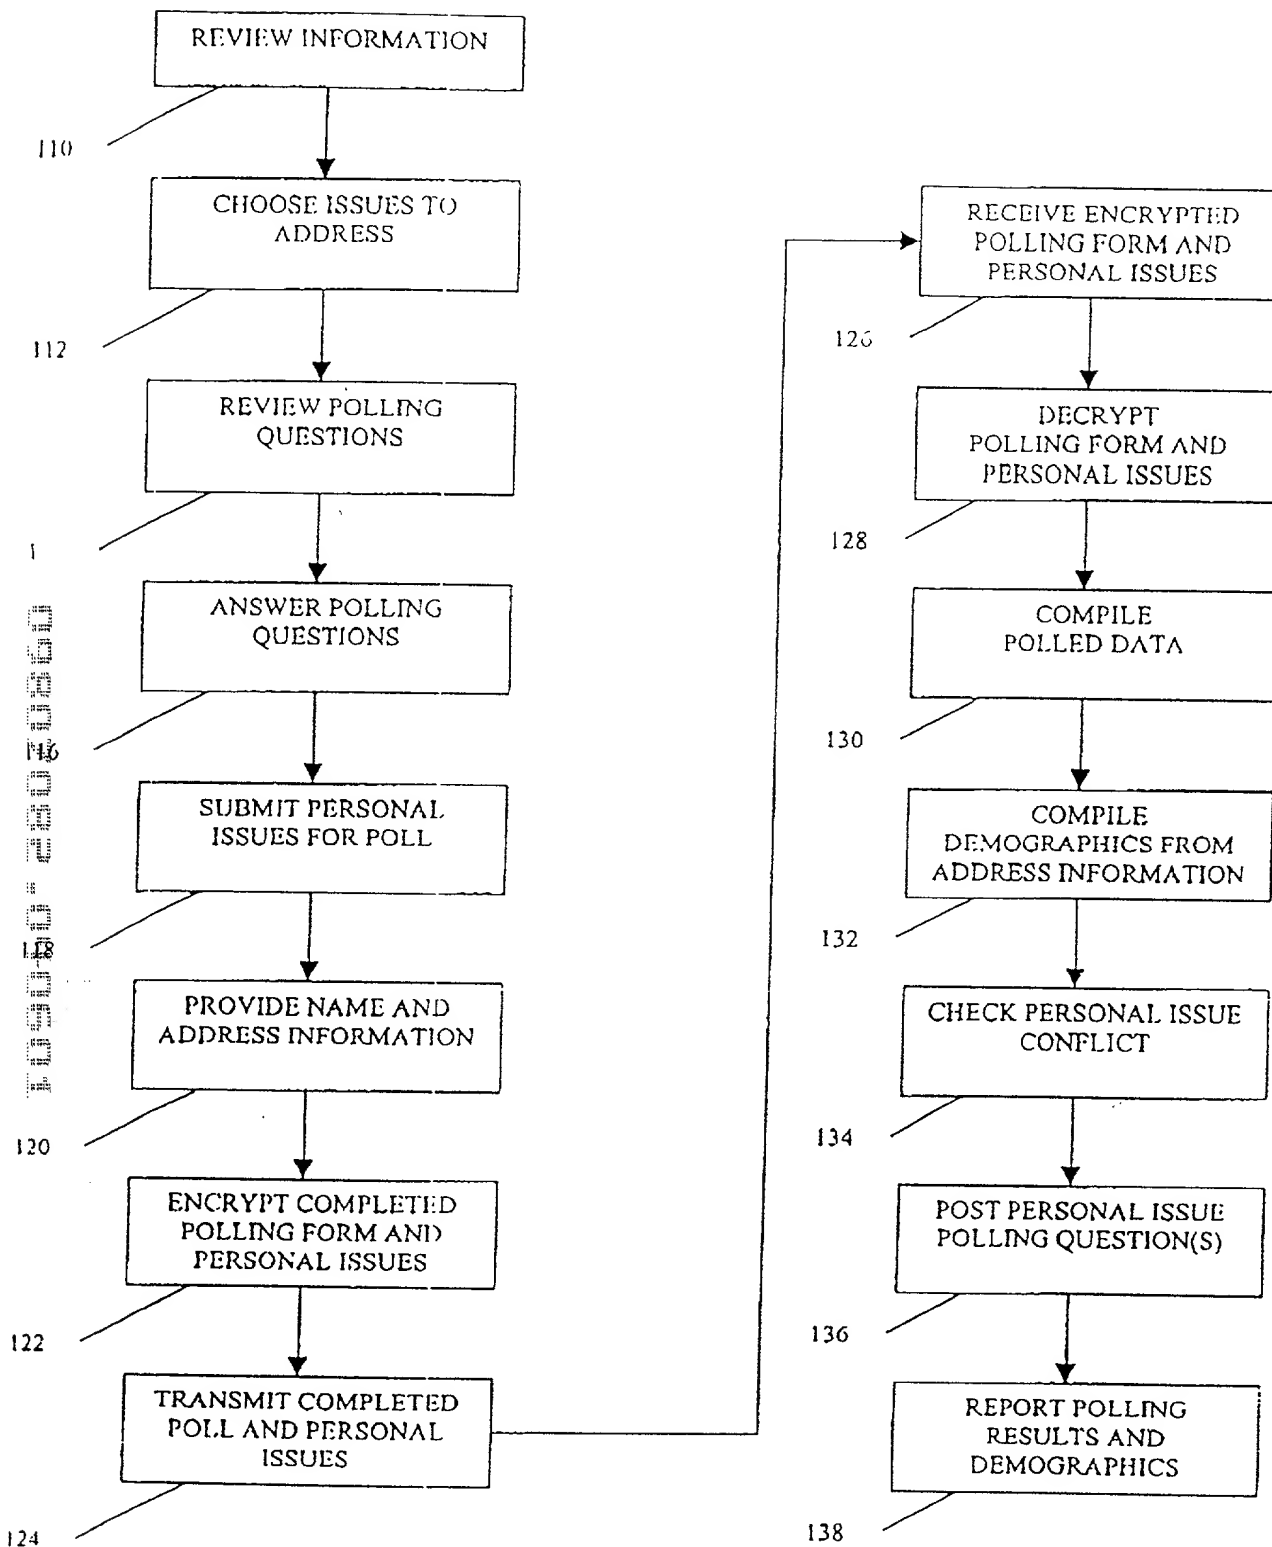 REVIEW INFORMATION
110
CHOOSE ISSUES TO
ADDRESS
112
REVIEW POLLING
QUESTIONS
1
ANSWER POLLING
QUESTIONS
116
SUBMIT PERSONAL
ISSUES FOR POLL
118
PROVIDE NAME AND
ADDRESS INFORMATION
120
ENCRYPT COMPLETED
POLLING FORM AND
PERSONAL ISSUES
122
TRANSMIT COMPLETED
POLL AND PERSONAL
ISSUES
124
RECEIVE ENCRYPTED
POLLING FORM AND
PERSONAL ISSUES
126
DECRYPT
POLLING FORM AND
PERSONAL ISSUES
128
COMPILE
POLLED DATA
130
COMPILE
DEMOGRAPHICS FROM
ADDRESS INFORMATION
132
CHECK PERSONAL ISSUE
CONFLICT
134
POST PERSONAL ISSUE
POLLING QUESTION(S)
136
REPORT POLLING
RESULTS AND
DEMOGRAPHICS
138